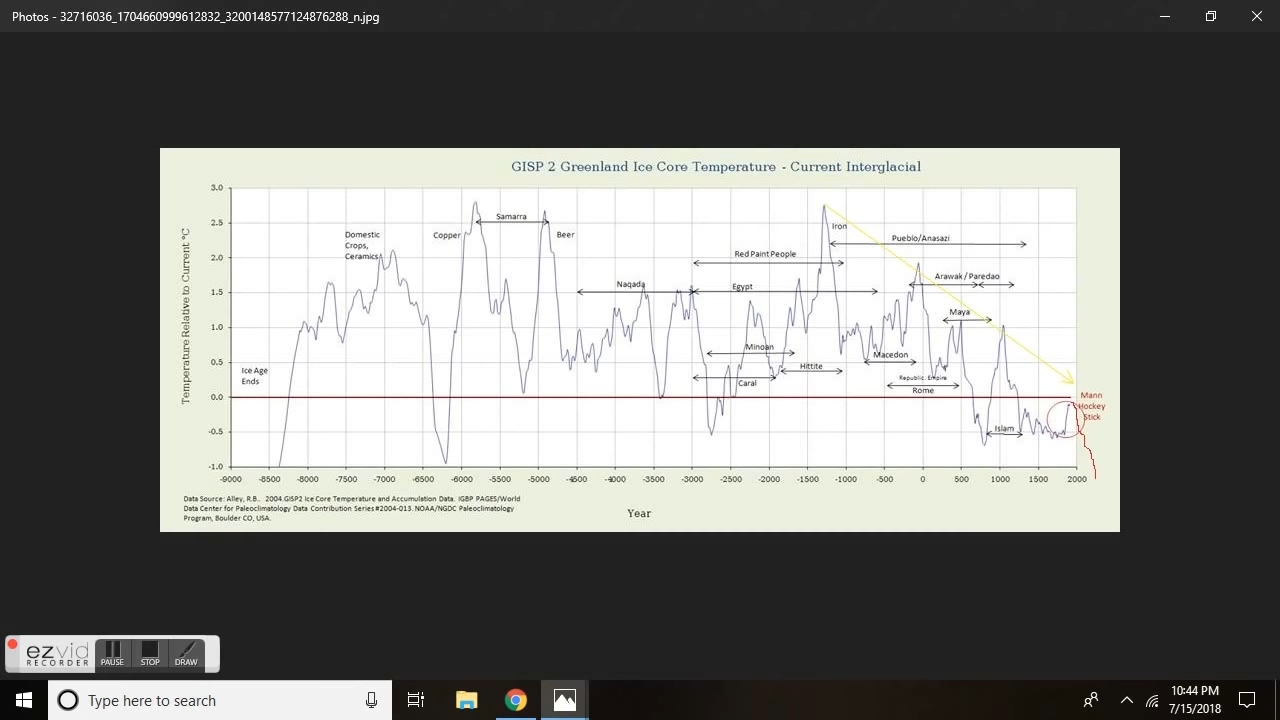 Photos - 32716036_1704660999612832_3200148577124876288_n.jpg
GISP 2 Greenland Ice Core Temperature - Current Interglacial
Temperature Relative to Current °C
3.0
2.5
2.0
1.5
1.0
0.5
0.0
-0.5
-1.0
Ice Age
Ends
Domestic
Crops,
Ceramics
Copper
Samarra
Beer
Naqada
Red Paint People
Egypt
Minoan
Caral
Hittite
Iron
Pueblo/Anasazi
Arawak / Paredao
Maya
Macedon
Republic. Empire
Rome
Islam
Mann
Hockey
Stick
-9000 -8500 -8000 -7500 -7000 -6500 -6000 -5500 -5000 -4500 -4000 -3500 -3000 -2500 -2000 -1500 -1000 -500 0 500 1000 1500 2000
Year
Data Source: Alley, R.B.. 2004.GISP2 Ice Core Temperature and Accumulation Data. IGBP PAGES/World
Data Center for Paleoclimatology Data Contribution Series #2004-013. NOAA/NGDC Paleoclimatology
Program, Boulder CO, USA.
ezvid
RECORDER
PAUSE STOP DRAW
Type here to search
10:44 PM
7/15/2018